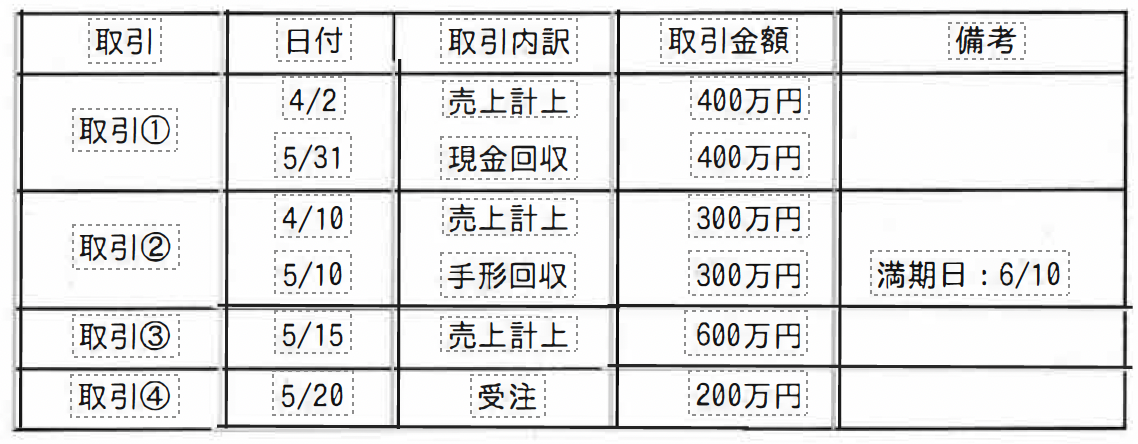 取引 日付 取引内訳 取引金額 備考
取引① 4/2 売上計上 400万円
5/31 現金回収 400万円
取引② 4/10 売上計上 300万円
5/10 手形回収 300万円 満期日：6/10
取引③ 5/15 売上計上 600万円
取引④ 5/20 受注 200万円